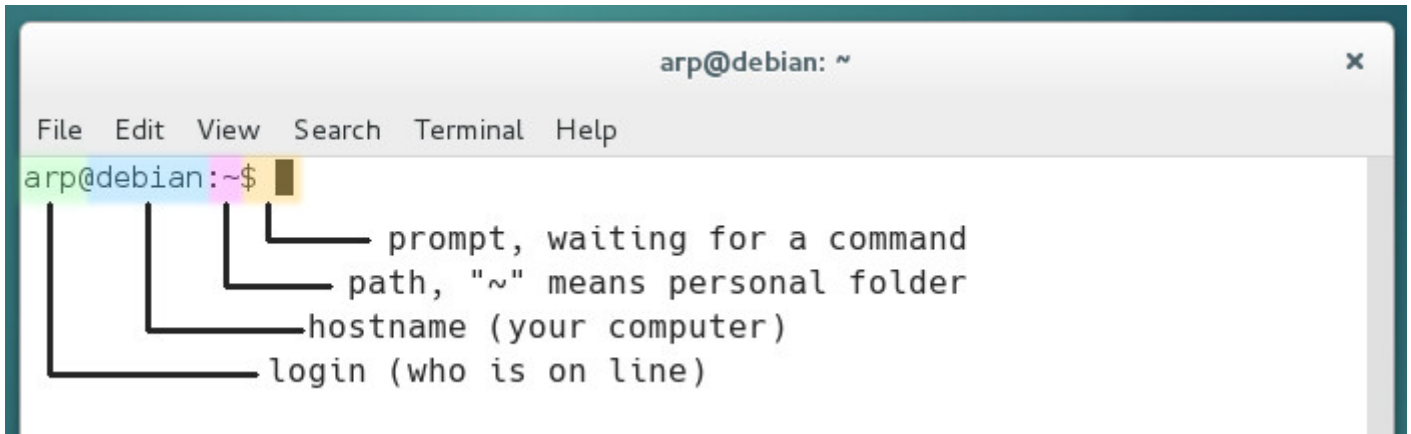 arp@debian: ~ ×
File Edit View Search Terminal Help
arp@debian:~$
prompt, waiting for a command
path, "~" means personal folder
hostname (your computer)
login (who is on line)